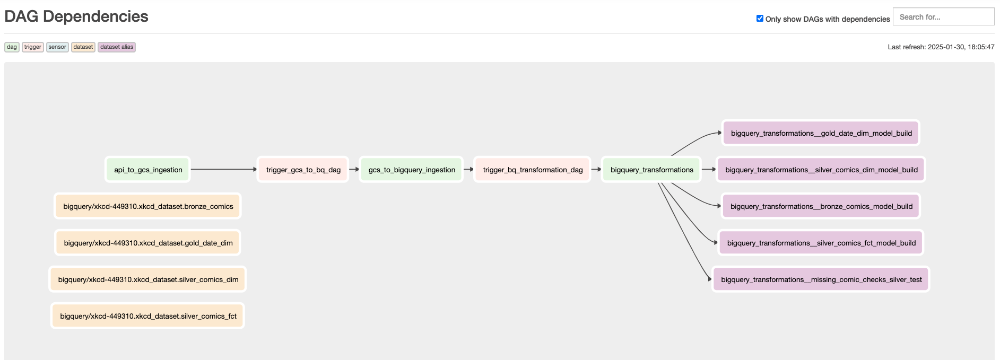 DAG Dependencies
Only show DAGs with dependencies
Search for...
dag
trigger
sensor
dataset
dataset alias
Last refresh: 2025-01-30, 18:05:47
api_to_gcs_ingestion
trigger_gcs_to_bq_dag
gcs_to_bigquery_ingestion
trigger_bq_transformation_dag
bigquery_transformations
bigquery_transformations__gold_date_dim_model_build
bigquery_transformations__silver_comics_dim_model_build
bigquery_transformations__bronze_comics_model_build
bigquery_transformations__silver_comics_fct_model_build
bigquery_transformations__missing_comic_checks_silver_test
bigquery/xkcd-449310.xkcd_dataset.bronze_comics
bigquery/xkcd-449310.xkcd_dataset.gold_date_dim
bigquery/xkcd-449310.xkcd_dataset.silver_comics_dim
bigquery/xkcd-449310.xkcd_dataset.silver_comics_fct